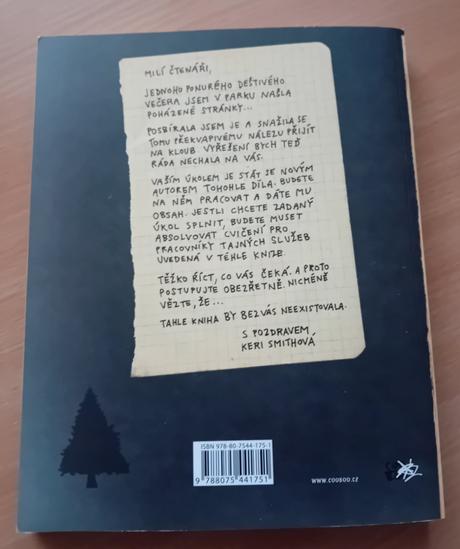 MILÍ ČTENÁŘI,
JEDNOHO PONURÉHO DEŠTIVÉHO
VEČERA JSEM V PARKU NAŠLA
POHÁZENÉ STRÁNKY...
POSBÍRALA JSEM JE A SNAŽILA SE
TOMU PŘEKVAPIVÉMU NÁLEZU PŘIJÍT
NA KLOUB. VYŘEŠENÍ BYCH TEĎ
RÁDA NECHALA NA VÁS.
VAŠÍM ÚKOLEM JE STÁT SE NOVÝM
AUTOREM TOHOHLE DÍLA. BUDETE
NA NĚM PRACOVAT A DÁTE MU
OBSAH. JESTLI CHCETE ZADANÝ
ÚKOL SPLNIT, BUDETE MUSET
ABSOLVOVAT CVIČENÍ PRO
PRACOVNÍKY TAJNÝCH SLUŽEB
UVEDENÁ V TÉHLE KNIZE.
TĚŽKO ŘÍCT, CO VÁS ČEKÁ. A PROTO
POSTUPUJTE OBEZŘETNĚ. NICMÉNĚ
VĚZTE, ŽE...
TAHLE KNIHA BY BEZ VÁS NEEXISTOVALA.
S POZDRAVEM,
KERI SMITHOVÁ
ISBN 978-80-7544-175-1
9 788075 441751
WWW.COOBOO.CZ